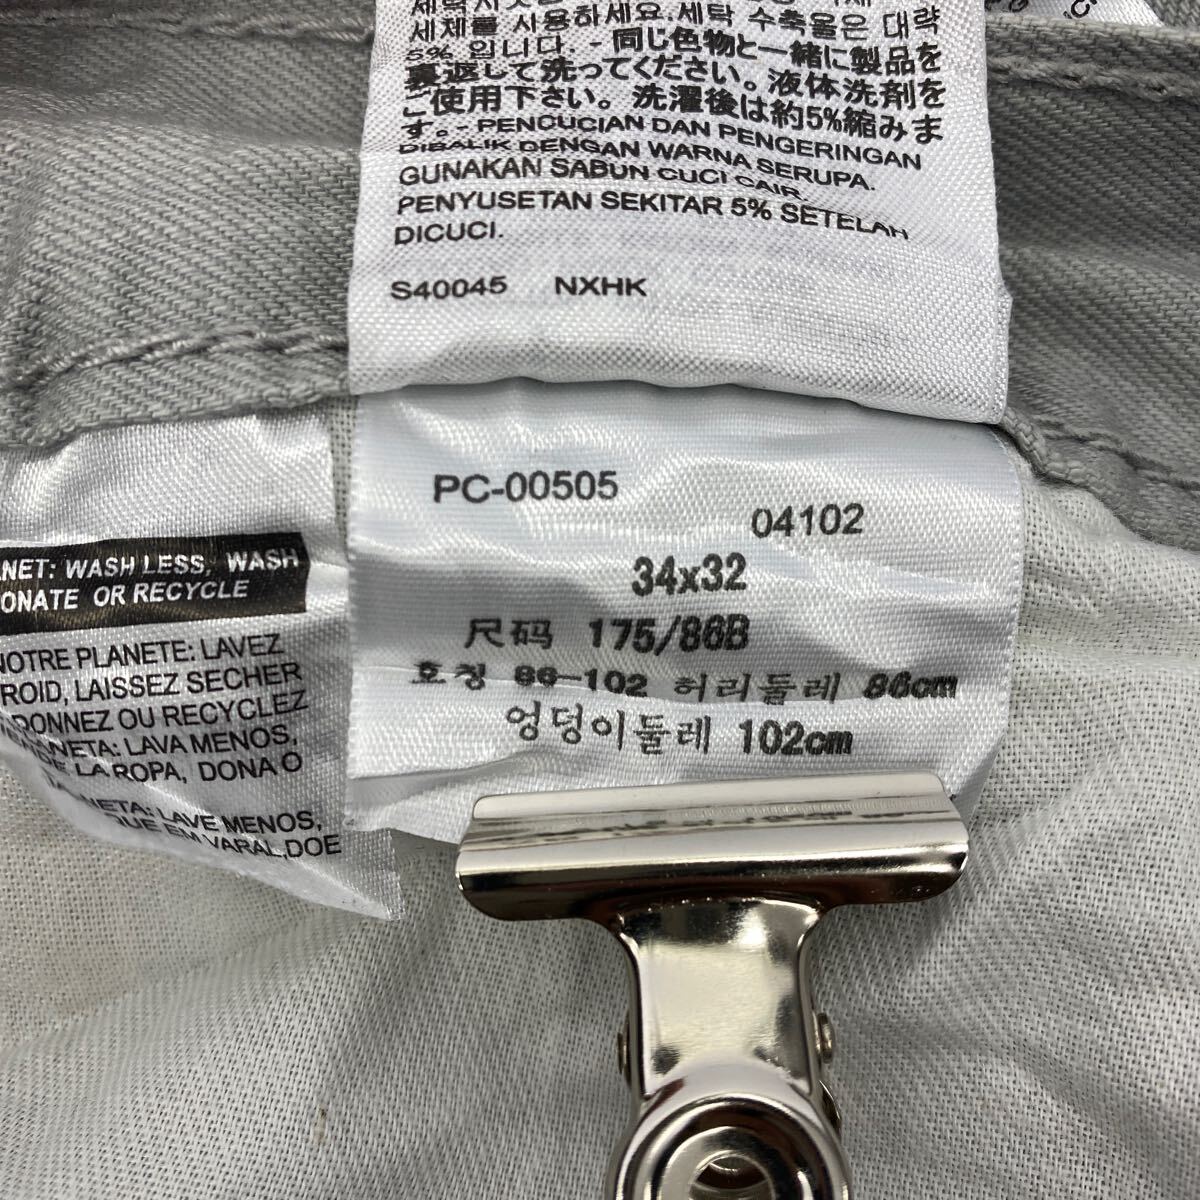 세제를 시용하세요.세탁 수축율은 대략
5% 입니다. - 同じ色物と一緒に製品を
裏返して洗ってください。液体洗剤を
ご使用下さい。洗濯後は約5%縮みま
す。- PENCUCIAN DAN PENGERINGAN
DIBALIK DENGAN WARNA SERUPA.
GUNAKAN SABUN CUCI CAIR.
PENYUSETAN SEKITAR 5% SETELAH
DICUCI.
S40045 NXHK
PC-00505
04102
34x32
尺码 175/86B
호칭 86-102 허리둘레 86cm
엉덩이둘레 102cm
NET: WASH LESS, WASH
ONATE OR RECYCLE
NOTRE PLANETE: LAVEZ
ROID, LAISSEZ SECHER
DONNEZ OU RECYCLEZ
NETA: LAVA MENOS,
DE LA ROPA, DONA O
NETA: LAVE MENOS,
QUE EM VARAL,DOE